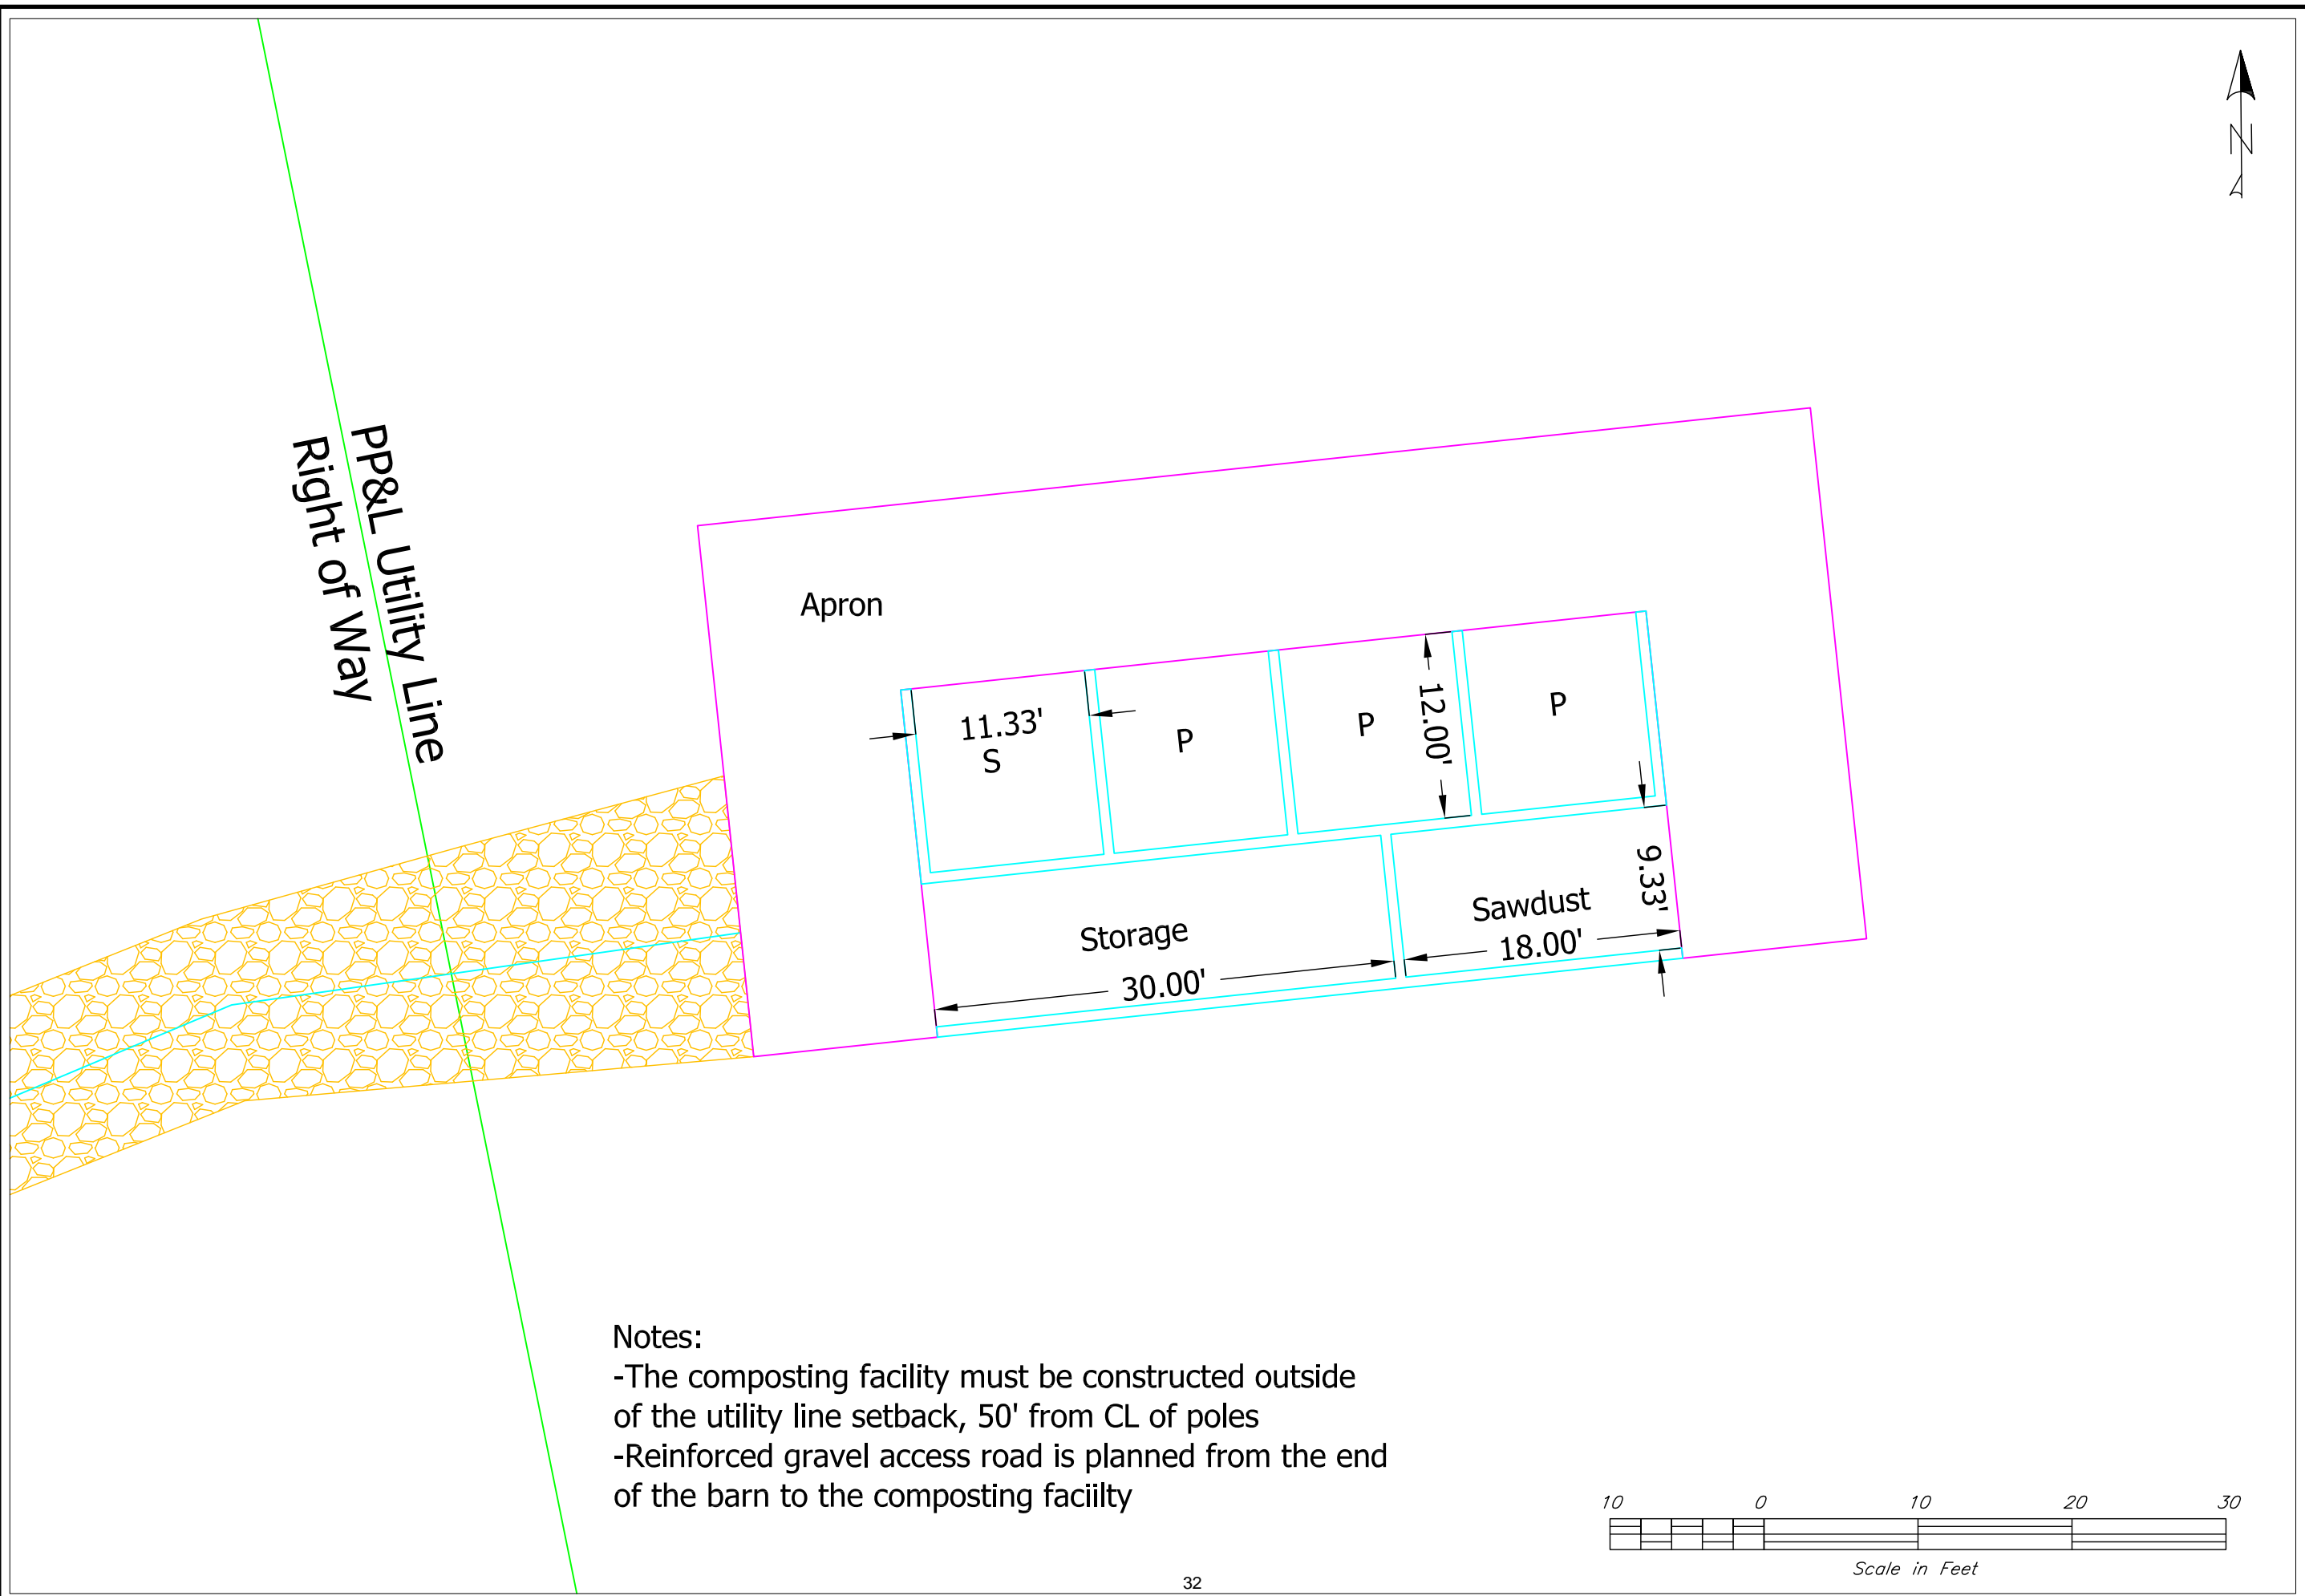 N
PP&L Utility Line
Right of Way
Apron
11.33'
S
P
P
12.00'
P
Storage
30.00'
Sawdust
18.00'
9.33'
Notes:
-The composting facility must be constructed outside
of the utility line setback, 50' from CL of poles
-Reinforced gravel access road is planned from the end
of the barn to the composting faciilty
10 0 10 20 30
Scale in Feet
32